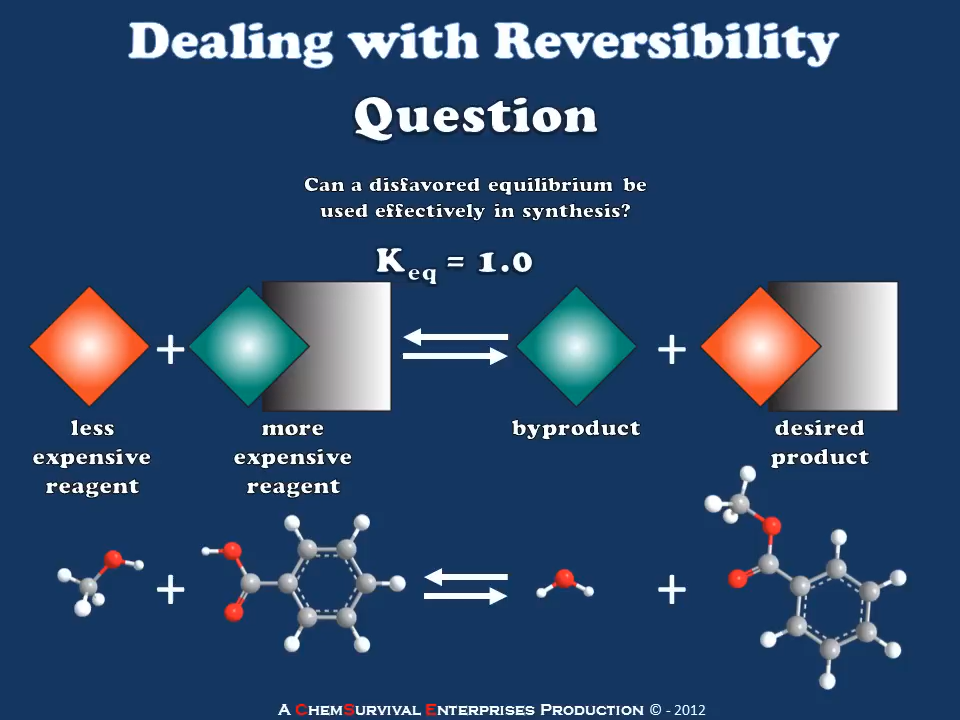 Dealing with Reversibility
Question
Can a disfavored equilibrium be
used effectively in synthesis?
Keq = 1.0
+
+
less
expensive
reagent
more
expensive
reagent
byproduct
desired
product
+
+
A ChemSurvival Enterprises Production © - 2012